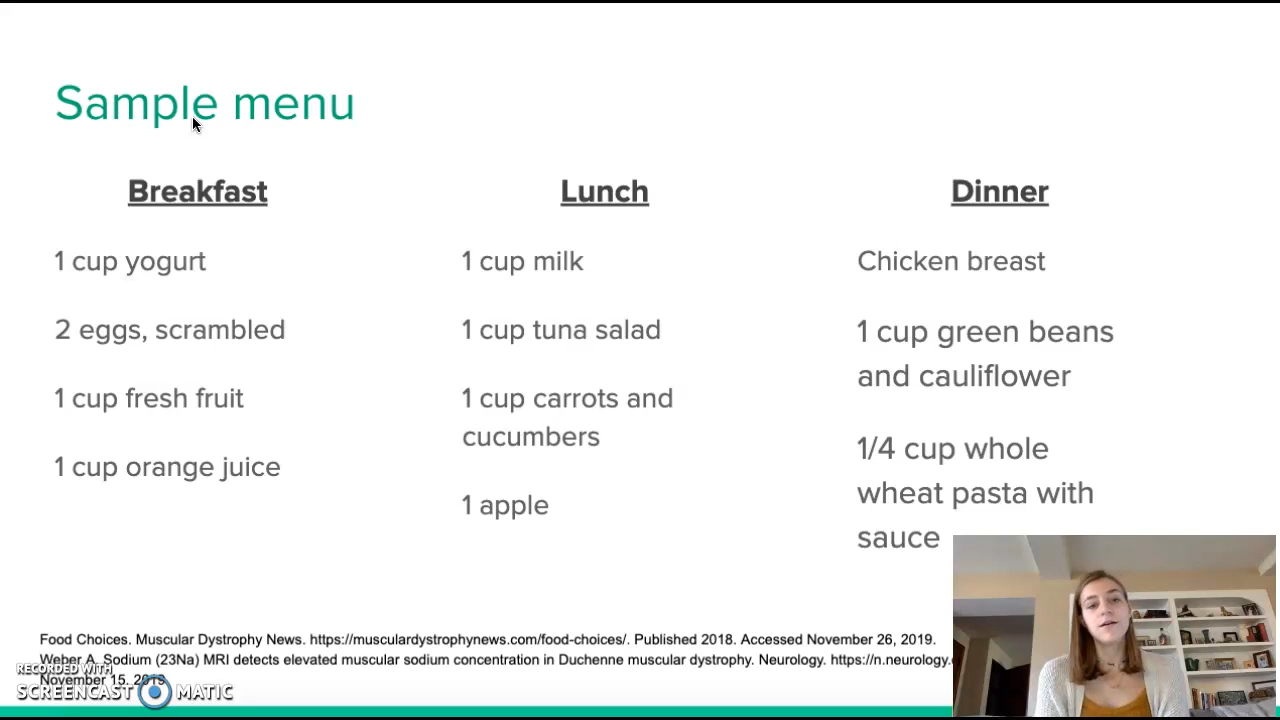 Sample menu
Breakfast
1 cup yogurt
2 eggs, scrambled
1 cup fresh fruit
1 cup orange juice
Lunch
1 cup milk
1 cup tuna salad
1 cup carrots and
cucumbers
1 apple
Dinner
Chicken breast
1 cup green beans
and cauliflower
1/4 cup whole
wheat pasta with
sauce
Food Choices. Muscular Dystrophy News. https://musculardystrophynews.com/food-choices/. Published 2018. Accessed November 26, 2019.
Weber A. Sodium (23Na) MRI detects elevated muscular sodium concentration in Duchenne muscular dystrophy. Neurology. https://n.neurology.
November 15, 2019
RECORDED WITH
SCREENCAST MATIC